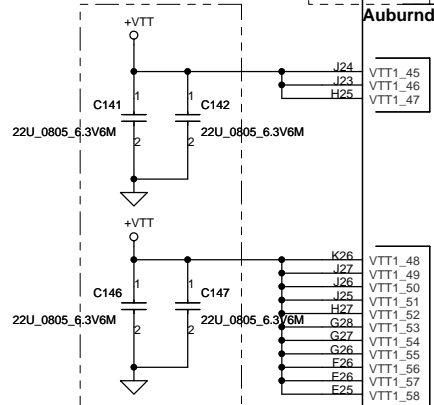 Auburnd
+VTT
J24 VTT1_45
J23 VTT1_46
H25 VTT1_47
C141 1 1 C142
22U_0805_6.3V6M 2 2 22U_0805_6.3V6M
+VTT
K26 VTT1_48
J27 VTT1_49
J26 VTT1_50
J25 VTT1_51
H27 VTT1_52
G28 VTT1_53
G27 VTT1_54
G26 VTT1_55
F26 VTT1_56
E26 VTT1_57
E25 VTT1_58
C146 1 1 C147
22U_0805_6.3V6M 2 2 22U_0805_6.3V6M